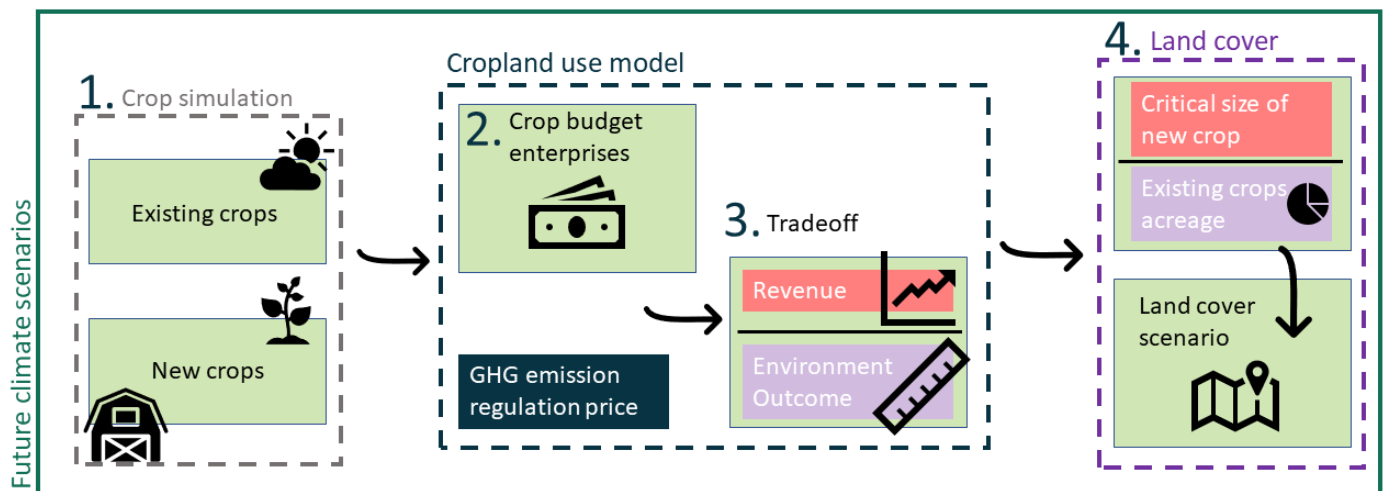 Future climate scenarios
1. Crop simulation
Existing crops
New crops
Cropland use model
2. Crop budget
enterprises
GHG emission
regulation price
3. Tradeoff
Revenue
Environment
Outcome
4. Land cover
Critical size of
new crop
Existing crops
acreage
Land cover
scenario